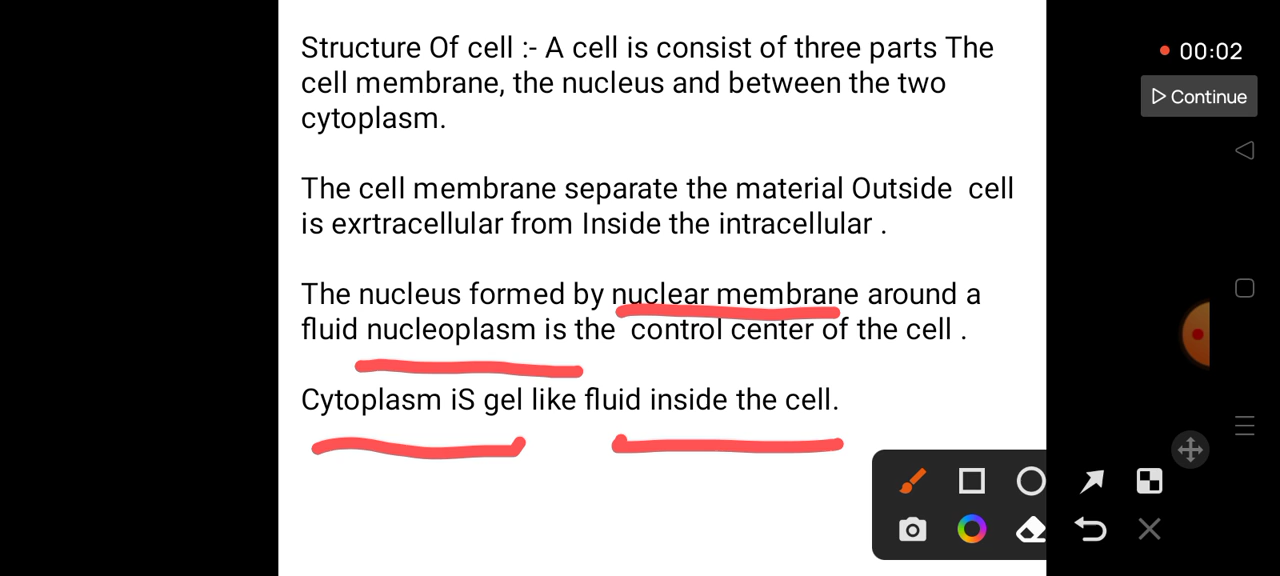 Structure Of cell :- A cell is consist of three parts The
cell membrane, the nucleus and between the two
cytoplasm.
The cell membrane separate the material Outside  cell
is exrtracellular from Inside the intracellular .
The nucleus formed by nuclear membrane around a
fluid nucleoplasm is the  control center of the cell .
Cytoplasm iS gel like fluid inside the cell.
00:02
Continue